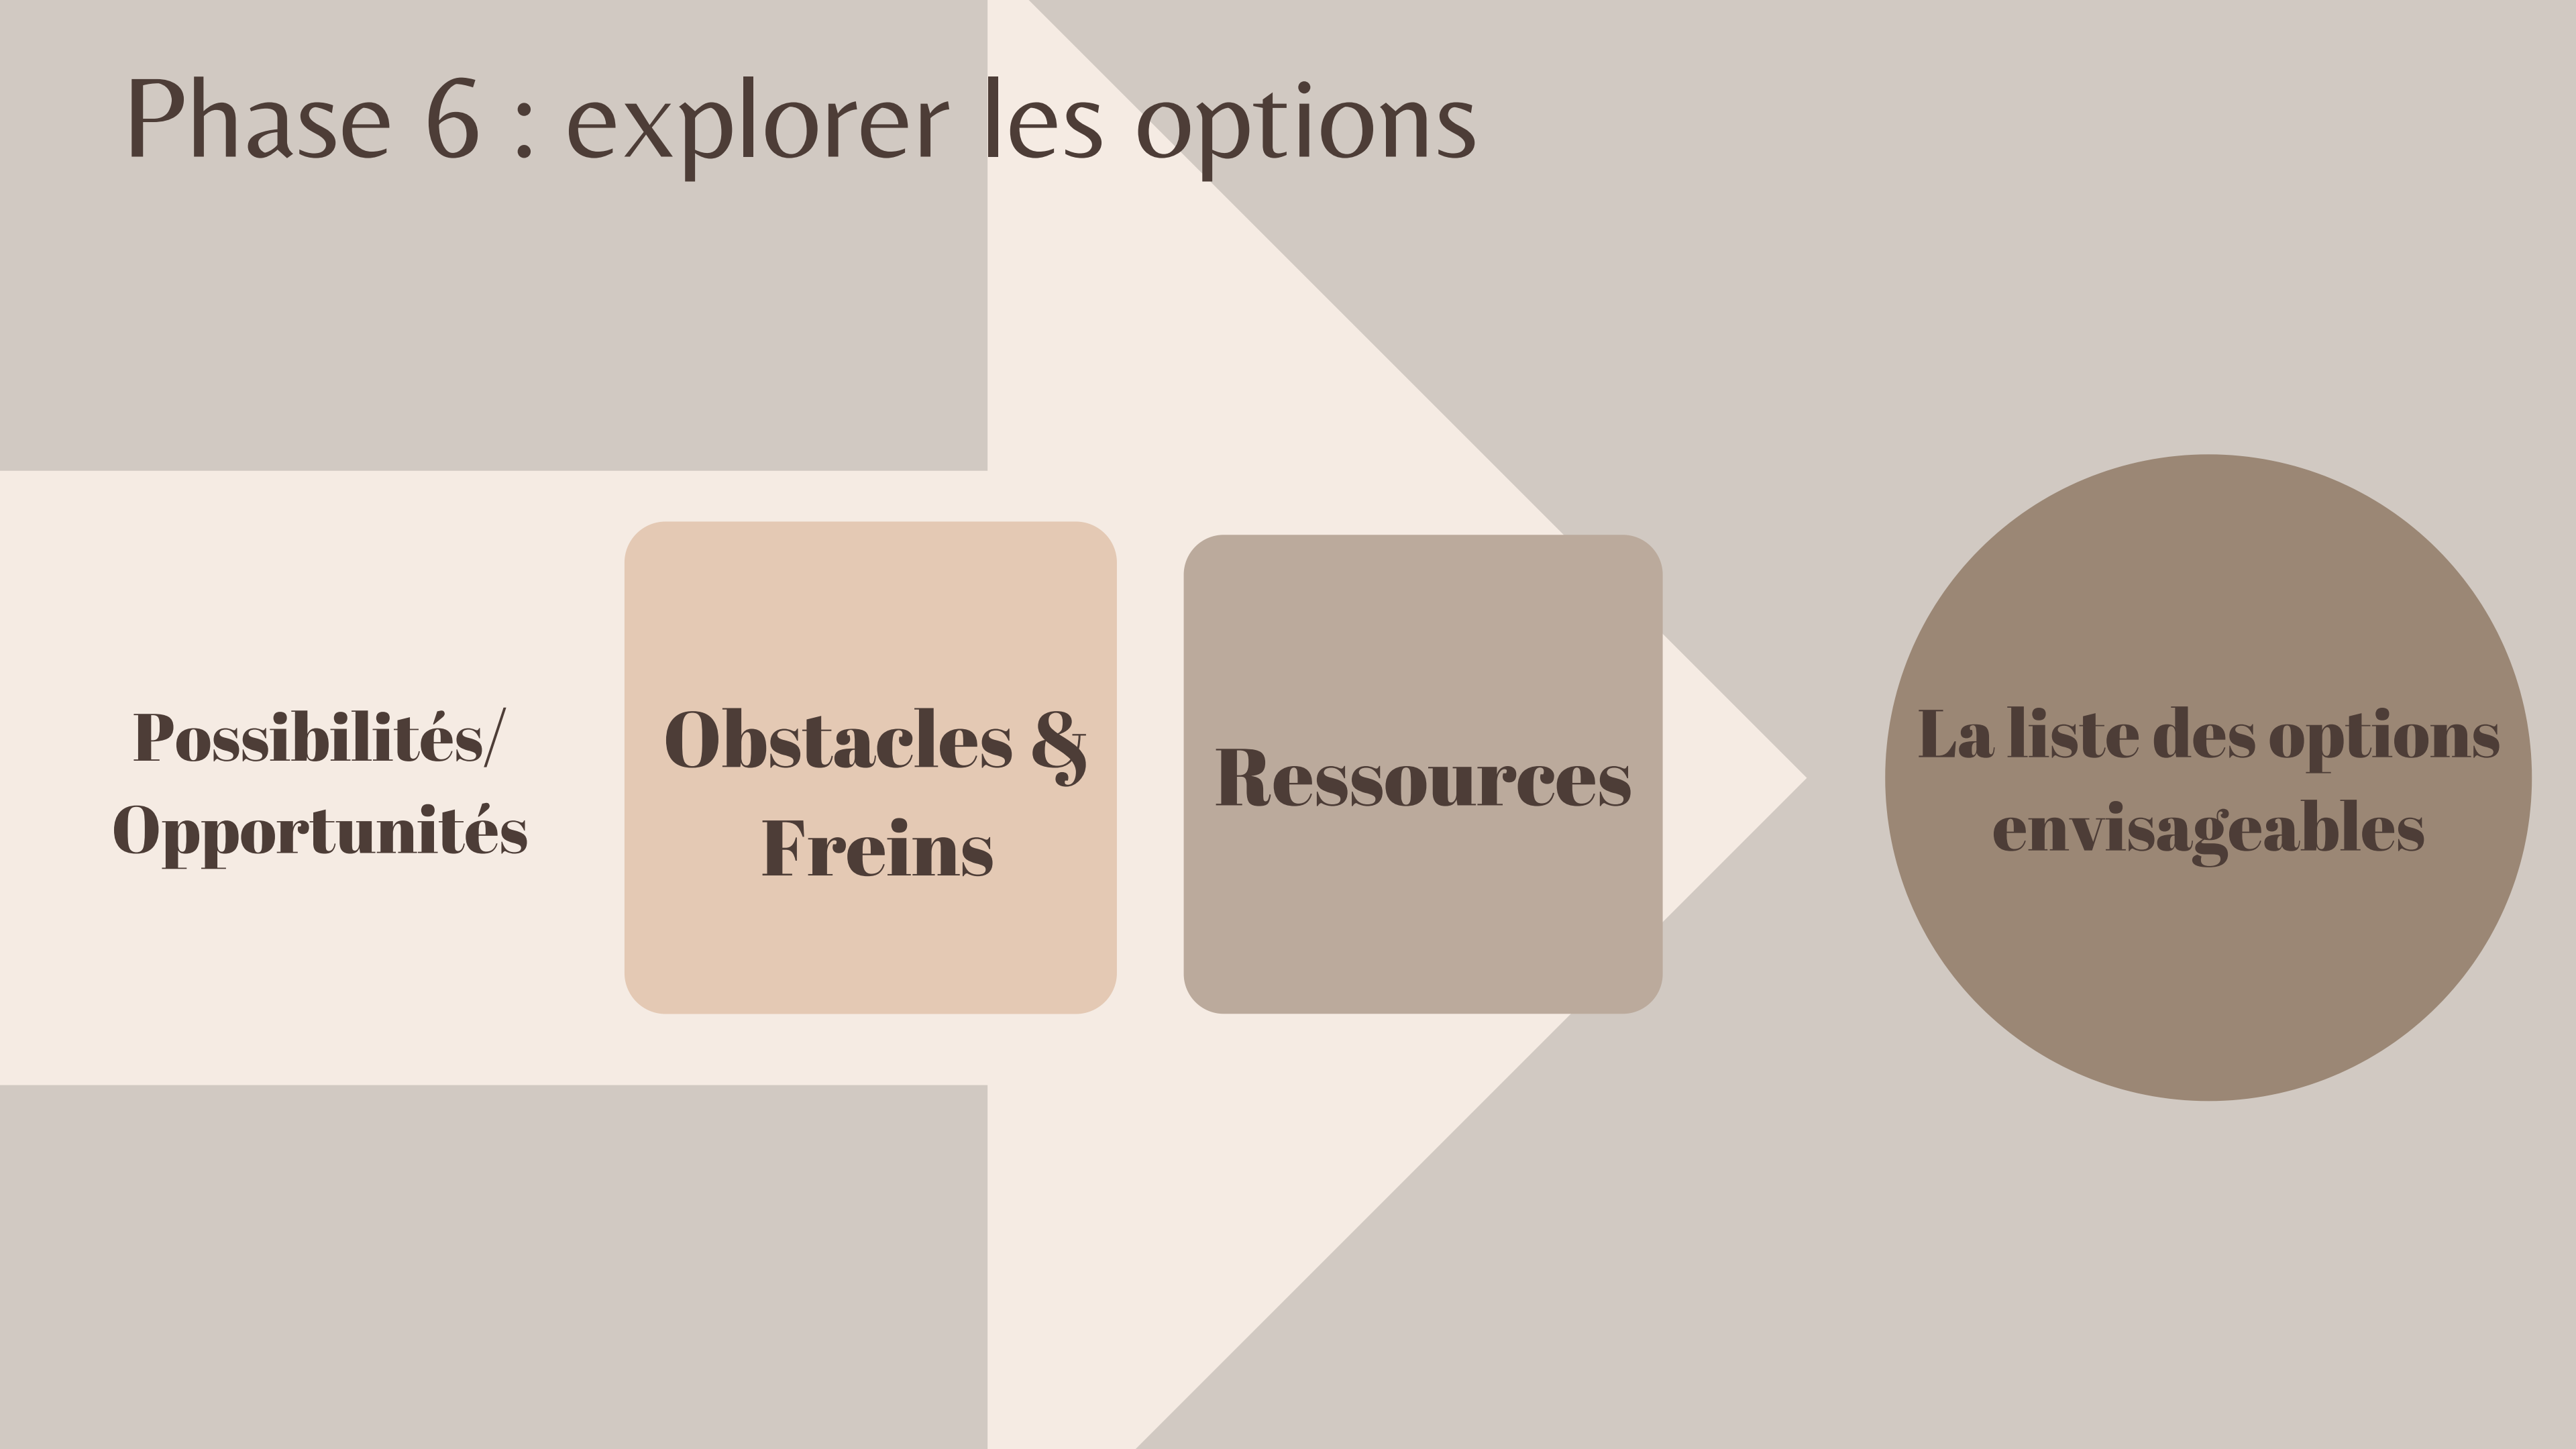 Phase 6 : explorer les options
Possibilités/
Opportunités
Obstacles &
Freins
Ressources
La liste des options
envisageables